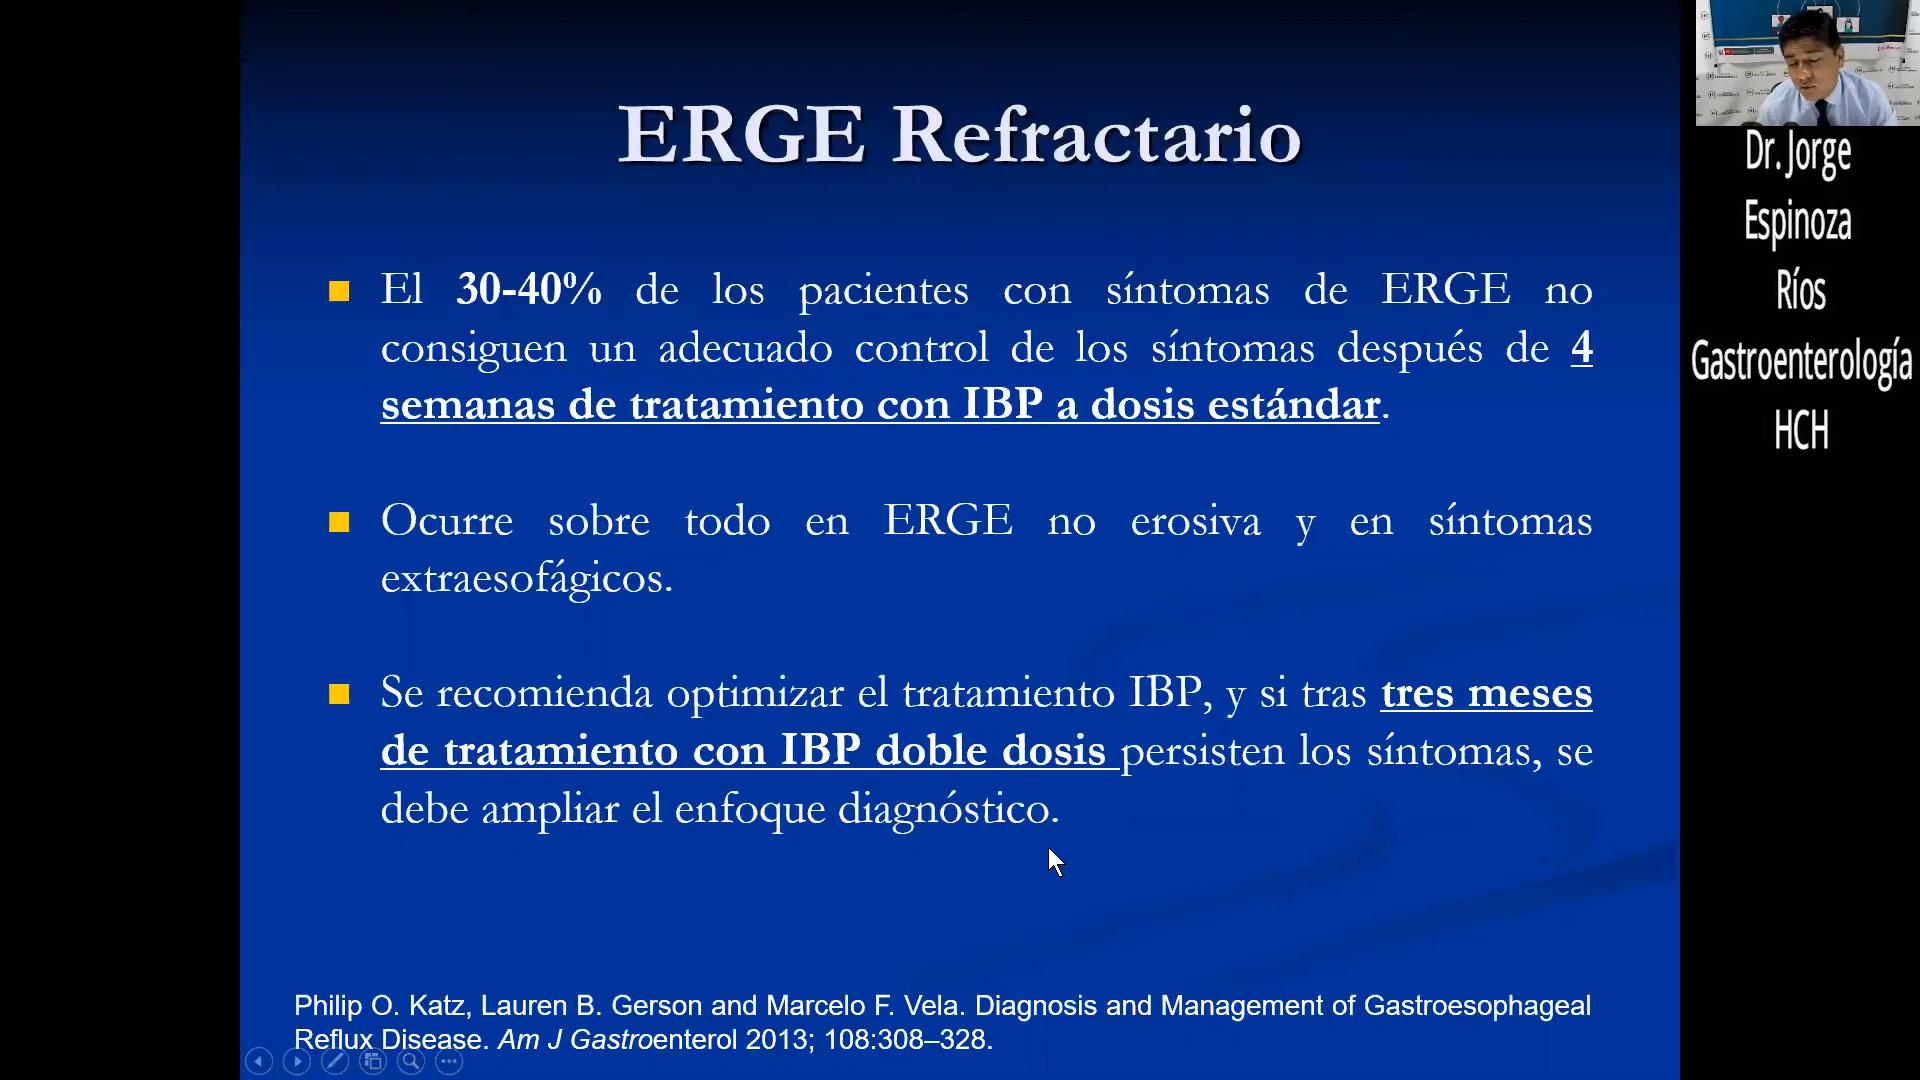 ERGE Refractario
El 30-40% de los pacientes con síntomas de ERGE no
consiguen un adecuado control de los síntomas después de 4
semanas de tratamiento con IBP a dosis estándar.
Ocurre sobre todo en ERGE no erosiva y en síntomas
extraesofágicos.
Se recomienda optimizar el tratamiento IBP, y si tras tres meses
de tratamiento con IBP doble dosis persisten los síntomas, se
debe ampliar el enfoque diagnóstico.
Philip O. Katz, Lauren B. Gerson and Marcelo F. Vela. Diagnosis and Management of Gastroesophageal
Reflux Disease. Am J Gastroenterol 2013; 108:308–328.
Dr. Jorge
Espinoza
Ríos
Gastroenterología
HCH